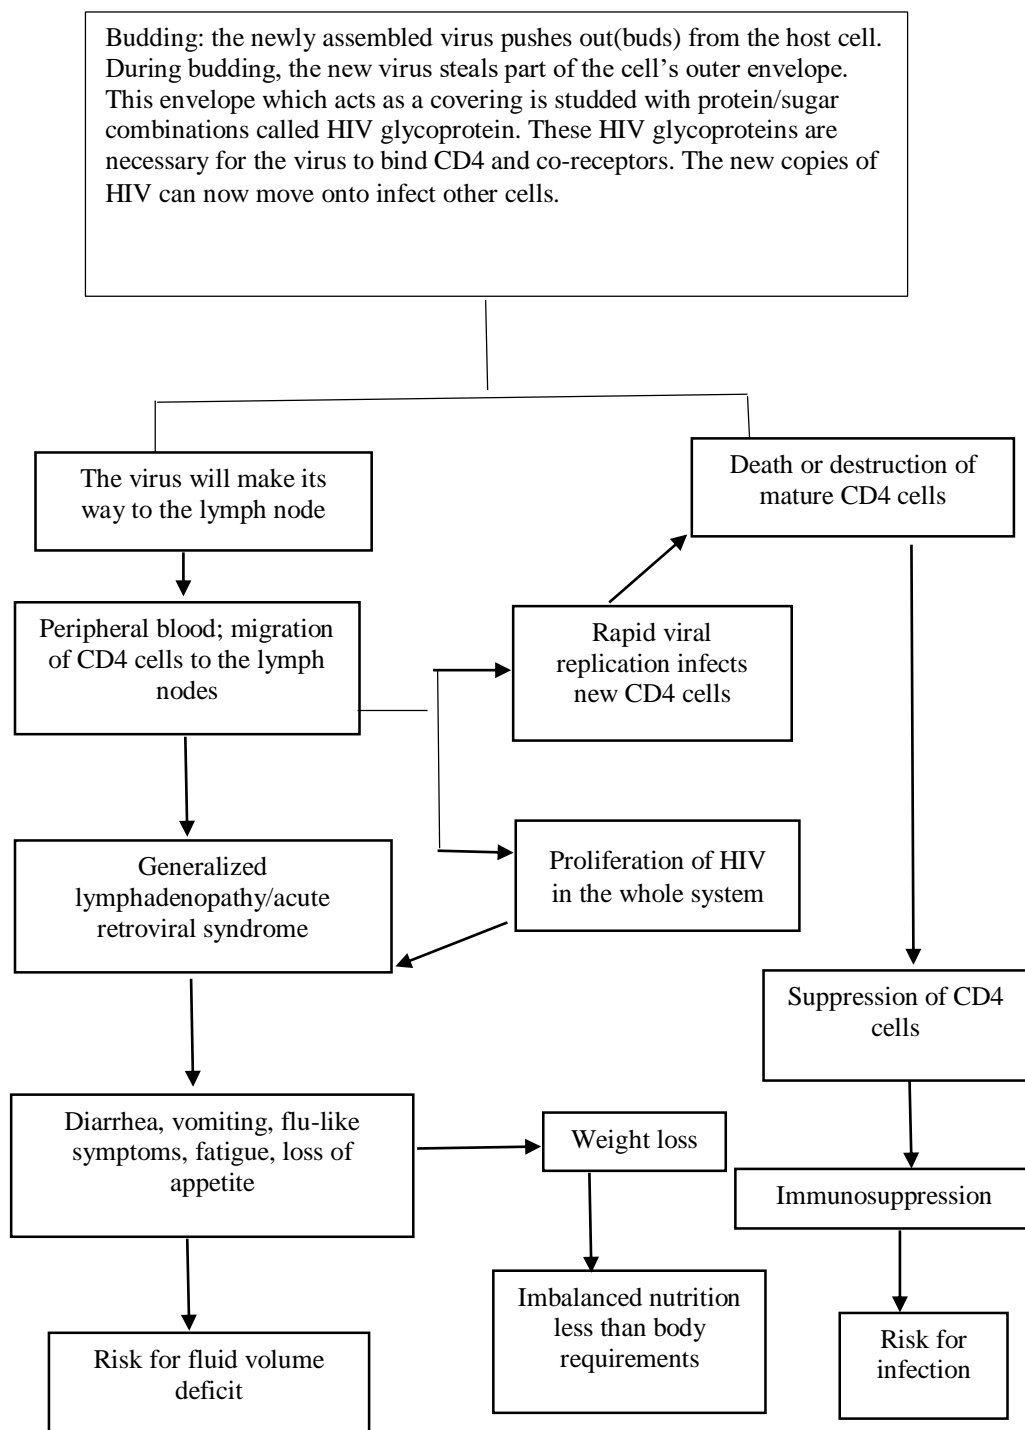 Budding: the newly assembled virus pushes out(buds) from the host cell.
During budding, the new virus steals part of the cell's outer envelope.
This envelope which acts as a covering is studded with protein/sugar
combinations called HIV glycoprotein. These HIV glycoproteins are
necessary for the virus to bind CD4 and co-receptors. The new copies of
HIV can now move onto infect other cells.
The virus will make its
way to the lymph node
Death or destruction of
mature CD4 cells
Peripheral blood; migration
of CD4 cells to the lymph
nodes
Rapid viral
replication infects
new CD4 cells
Generalized
lymphadenopathy/acute
retroviral syndrome
Proliferation of HIV
in the whole system
Suppression of CD4
cells
Diarrhea, vomiting, flu-like
symptoms, fatigue, loss of
appetite
Weight loss
Immunosuppression
Imbalanced nutrition
less than body
requirements
Risk for fluid volume
deficit
Risk for
infection